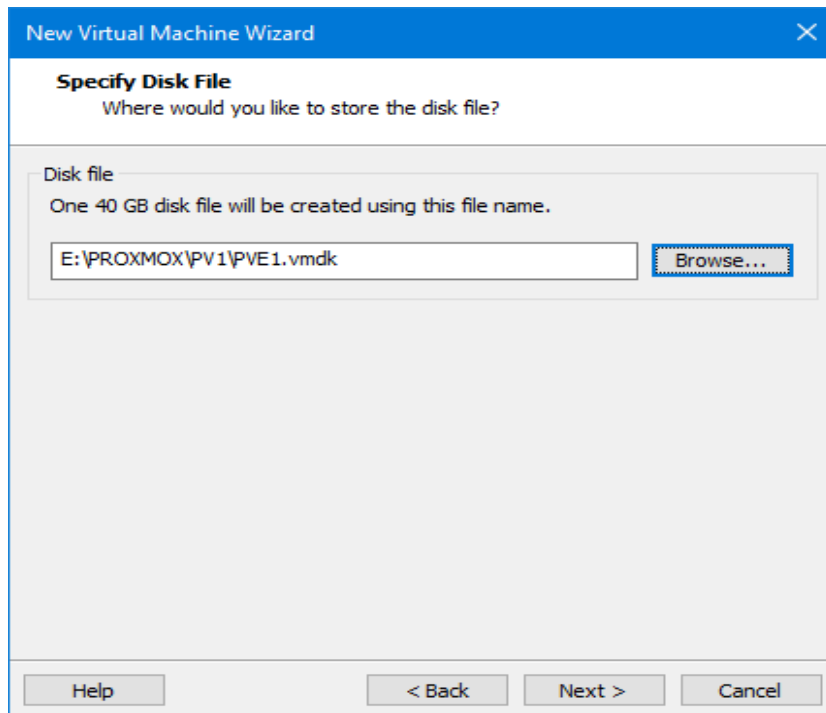 New Virtual Machine Wizard
Specify Disk File
Where would you like to store the disk file?
Disk file
One 40 GB disk file will be created using this file name.
E:\PROXMOX\PV1\PVE1.vmdk
Browse...
Help
< Back
Next >
Cancel